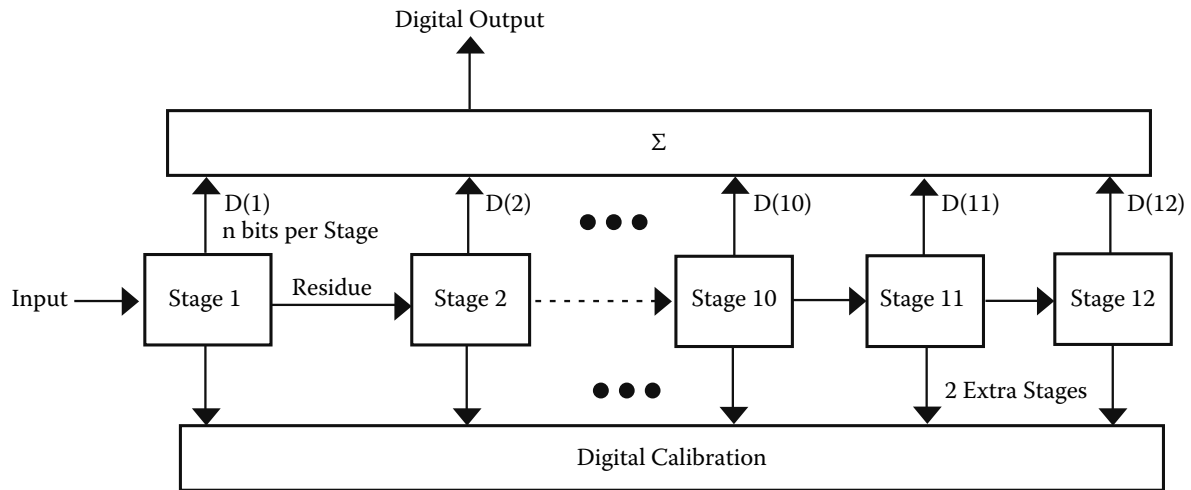 Digital Output
Σ
D(1)
D(2)
D(10)
D(11)
D(12)
n bits per Stage
Input
Stage 1
Residue
Stage 2
Stage 10
Stage 11
Stage 12
2 Extra Stages
Digital Calibration